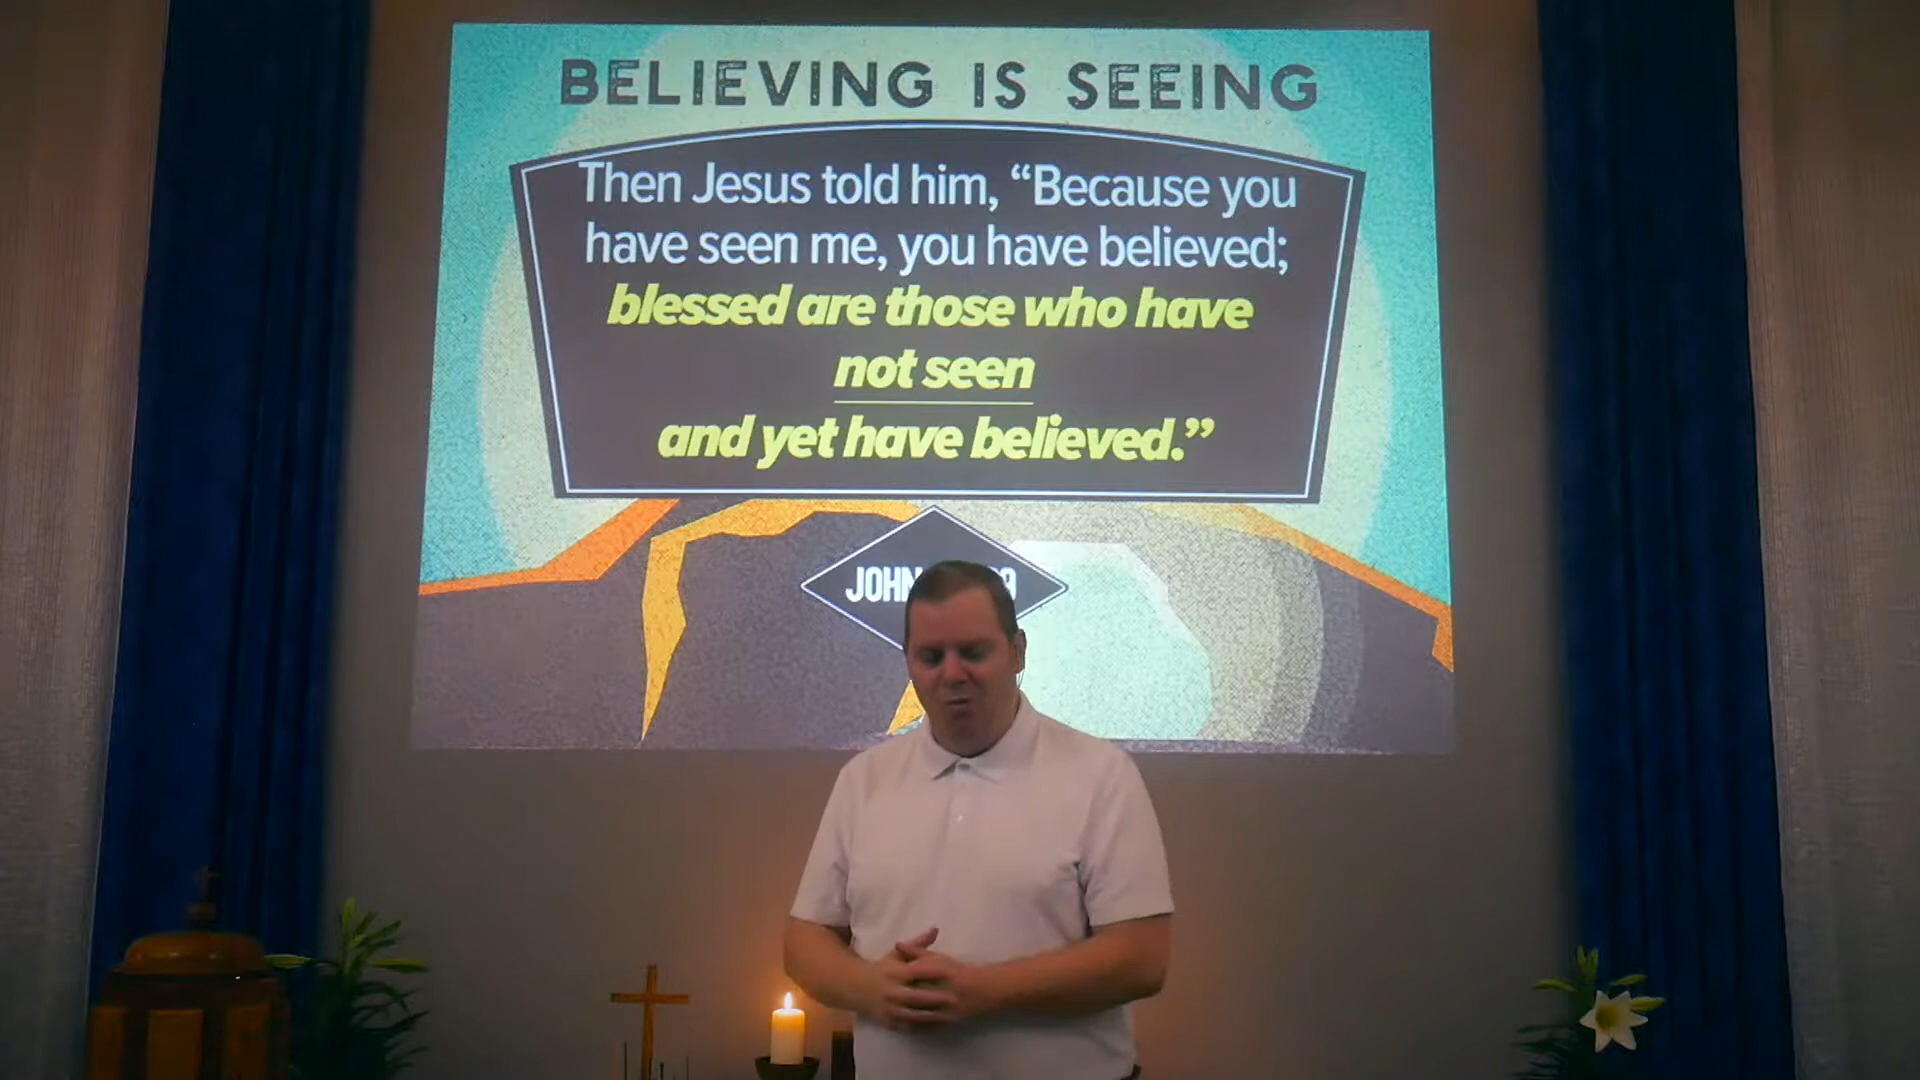 BELIEVING IS SEEING
Then Jesus told him, “Because you
have seen me, you have believed;
blessed are those who have
not seen
and yet have believed.”
JOHN